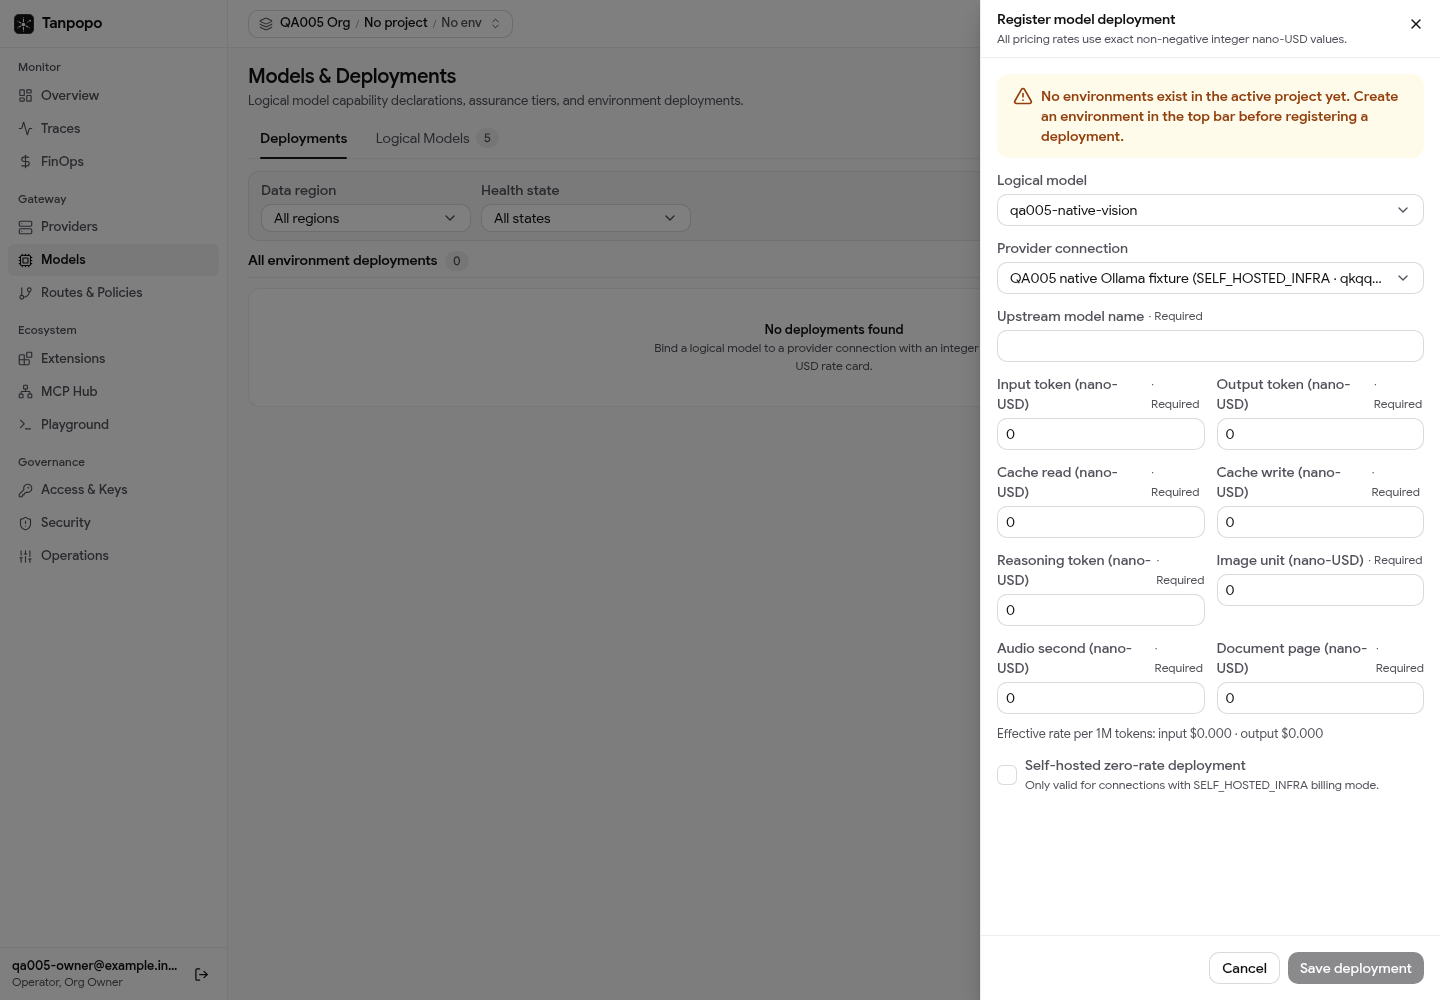 Tanpopo
Monitor
Overview
Traces
FinOps
Gateway
Providers
Models
Routes & Policies
Ecosystem
Extensions
MCP Hub
Playground
Governance
Access & Keys
Security
Operations
qa005-owner@example.in...
Operator, Org Owner
QA005 Org / No project / No env
Models & Deployments
Logical model capability declarations, assurance tiers, and environment deployments.
Deployments
Logical Models 5
Data region
Health state
All regions
All states
All environment deployments 0
No deployments found
Bind a logical model to a provider connection with an integer
USD rate card.
Register model deployment
All pricing rates use exact non-negative integer nano-USD values.
No environments exist in the active project yet. Create
an environment in the top bar before registering a
deployment.
Logical model
qa005-native-vision
Provider connection
QA005 native Ollama fixture (SELF_HOSTED_INFRA · qkqq...
Upstream model name · Required
Input token (nano-USD) · Required
0
Output token (nano-USD) · Required
0
Cache read (nano-USD) · Required
0
Cache write (nano-USD) · Required
0
Reasoning token (nano-USD) · Required
0
Image unit (nano-USD) · Required
0
Audio second (nano-USD) · Required
0
Document page (nano-USD) · Required
0
Effective rate per 1M tokens: input $0.000 · output $0.000
Self-hosted zero-rate deployment
Only valid for connections with SELF_HOSTED_INFRA billing mode.
Cancel
Save deployment